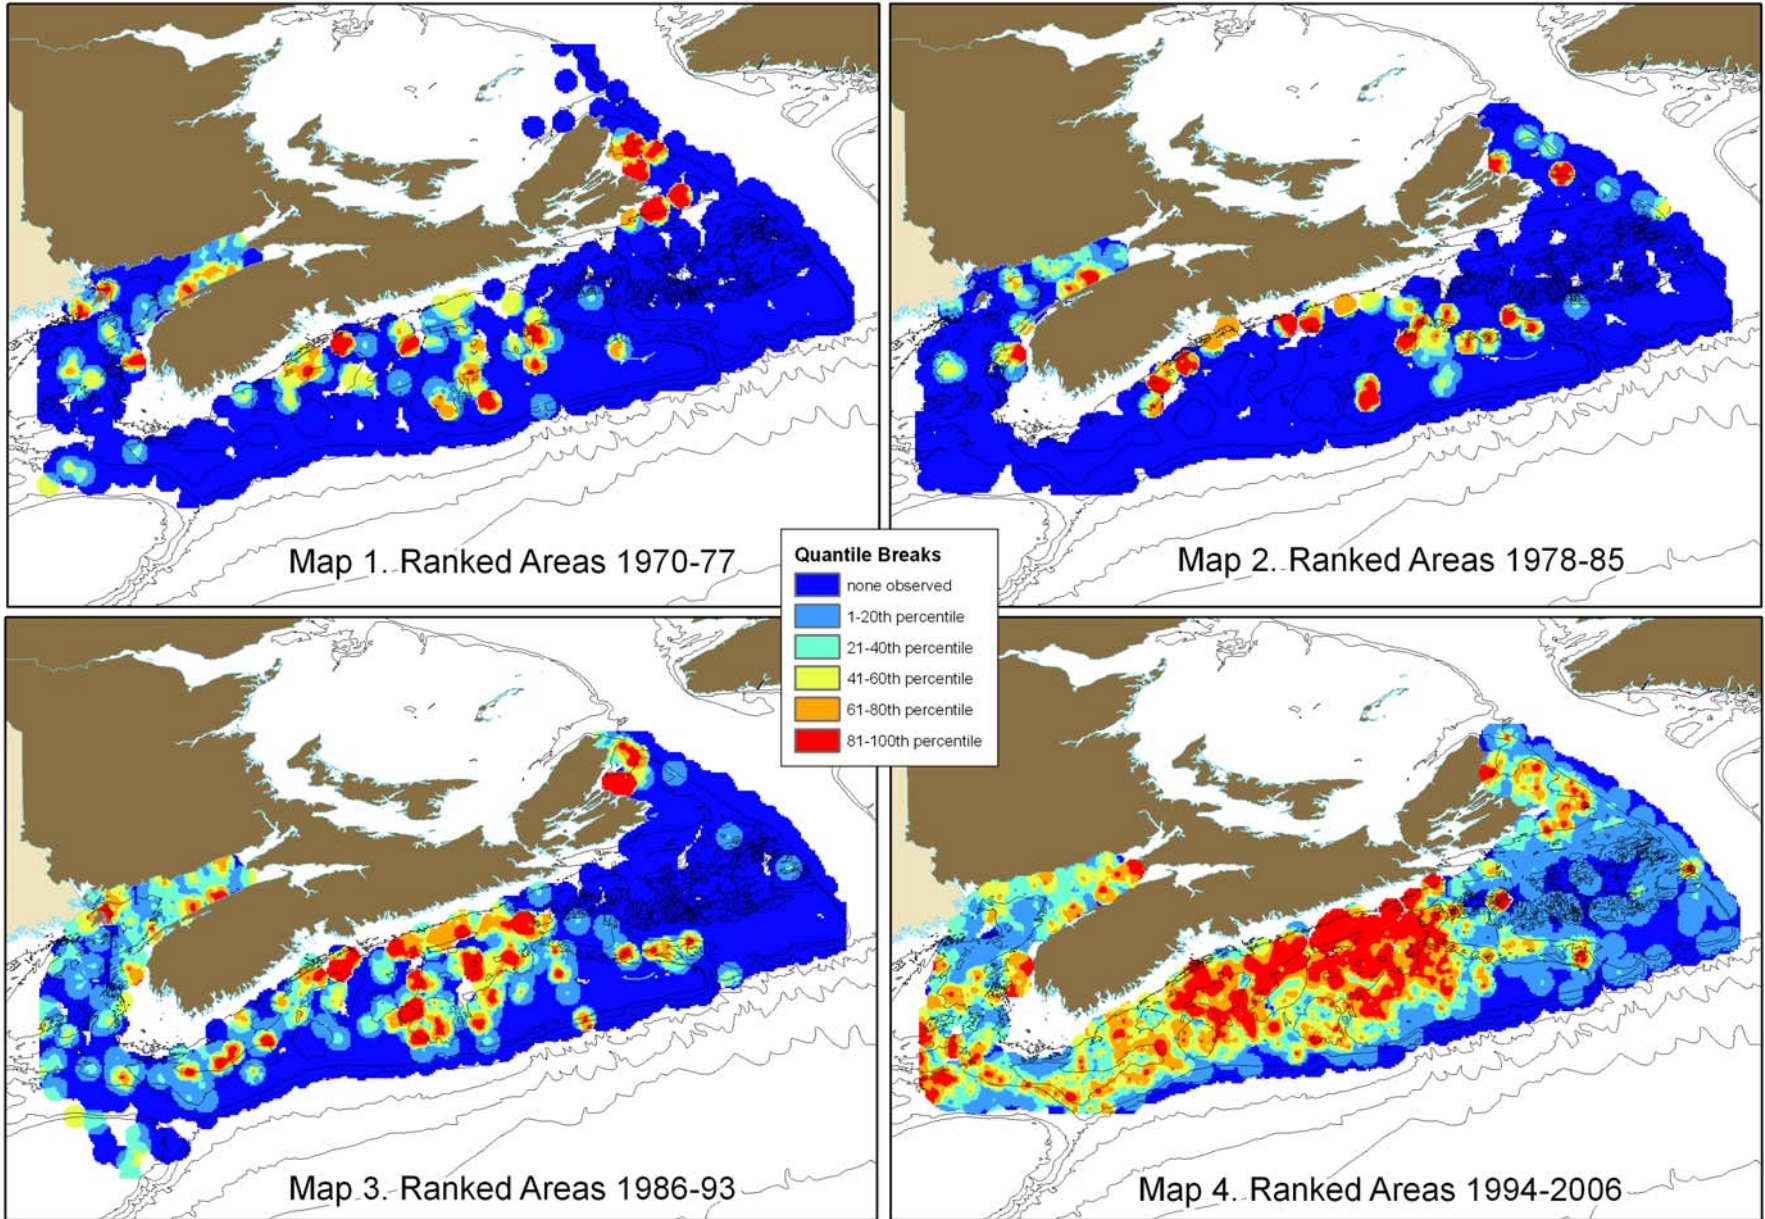 Map 1. Ranked Areas 1970-77
Map 2. Ranked Areas 1978-85
Quantile Breaks
none observed
1-20th percentile
21-40th percentile
41-60th percentile
61-80th percentile
81-100th percentile
Map 3. Ranked Areas 1986-93
Map 4. Ranked Areas 1994-2006